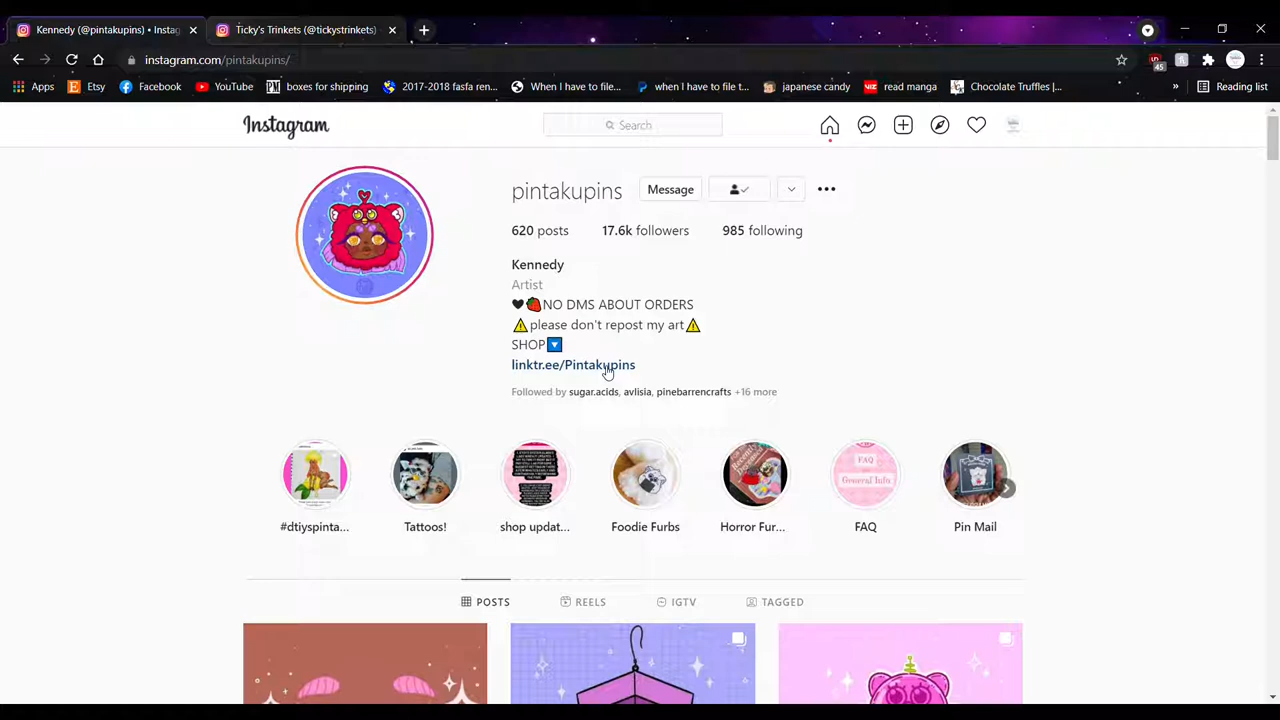 Kennedy (@pintakupins) • Instag
Ticky's Trinkets (@tickystrinkets)
instagram.com/pintakupins/
45
Apps
Etsy
Facebook
YouTube
boxes for shipping
2017-2018 fasfa ren...
When I have to file...
when I have to file t...
japanese candy
read manga
Chocolate Truffles |...
»
Reading list
Instagram
Search
pintakupins
Message
620 posts 17.6k followers 985 following
Kennedy
Artist
🖤🍓NO DMS ABOUT ORDERS
⚠️please don't repost my art⚠️
SHOP🔽
linktr.ee/Pintakupins
Followed by sugar.acids, avlisia, pinebarrencrafts +16 more
FAQ
General Info
#dtiyspinta...
Tattoos!
shop updat...
Foodie Furbs
Horror Fur...
FAQ
Pin Mail
POSTS
REELS
IGTV
TAGGED